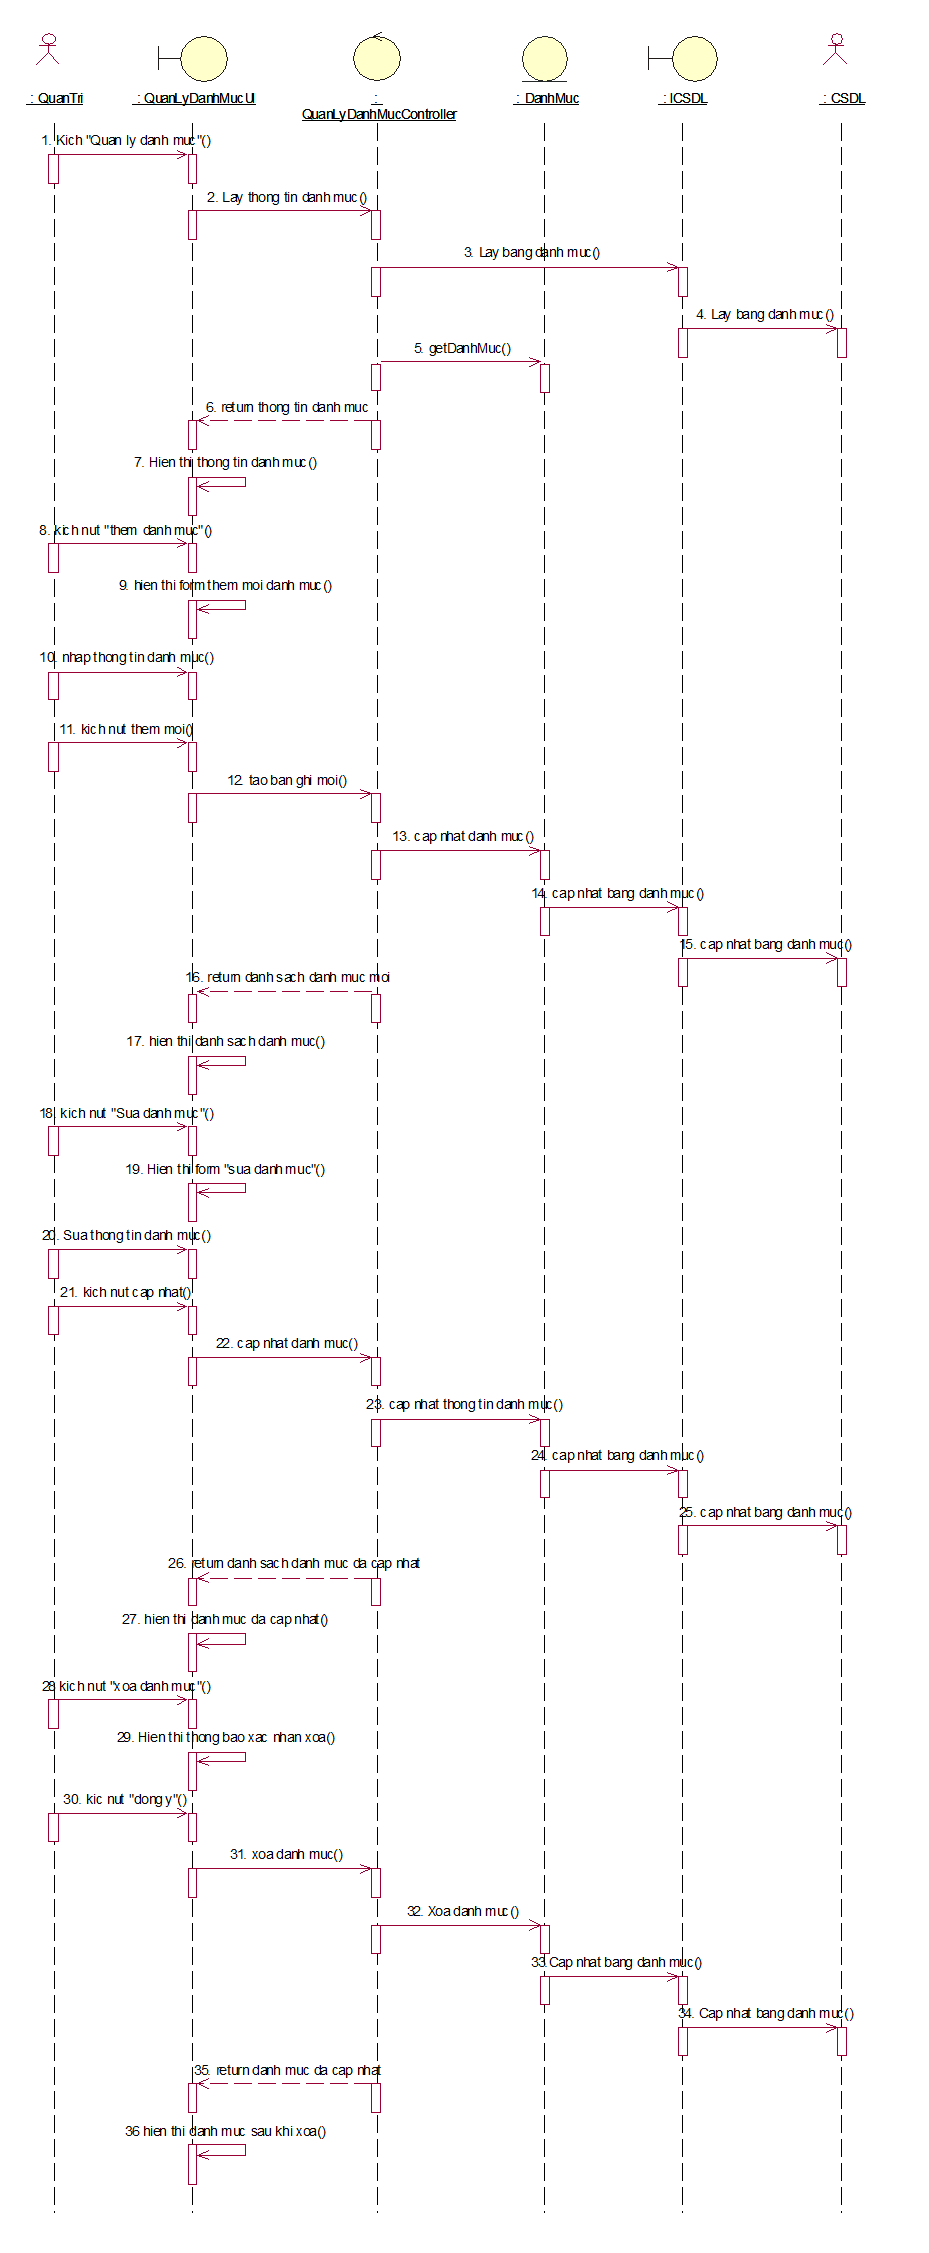 : QuanTri
: QuanLyDanhMucUI
:
QuanLyDanhMucController
: DanhMuc
: ICSDL
: CSDL
1. Kich "Quan ly danh muc"()
2. Lay thong tin danh muc()
3. Lay bang danh muc()
4. Lay bang danh muc()
5. getDanhMuc()
6. return thong tin danh muc
7. Hien thi thong tin danh muc()
8. kich nut "them danh muc"()
9. hien thi form them moi danh muc()
10. nhap thong tin danh muc()
11. kich nut them moi()
12. tao ban ghi moi()
13. cap nhat danh muc()
14. cap nhat bang danh muc()
15. cap nhat bang danh muc()
16. return danh sach danh muc moi
17. hien thi danh sach danh muc()
18. kich nut "Sua danh muc"()
19. Hien thi form "sua danh muc"()
20. Sua thong tin danh muc()
21. kich nut cap nhat()
22. cap nhat danh muc()
23. cap nhat thong tin danh muc()
24. cap nhat bang danh muc()
25. cap nhat bang danh muc()
26. return danh sach danh muc da cap nhat
27. hien thi danh muc da cap nhat()
28 kich nut "xoa danh muc"()
29. Hien thi thong bao xac nhan xoa()
30. kic nut "dong y"()
31. xoa danh muc()
32. Xoa danh muc()
33.Cap nhat bang danh muc()
34. Cap nhat bang danh muc()
35. return danh muc da cap nhat
36 hien thi danh muc sau khi xoa()